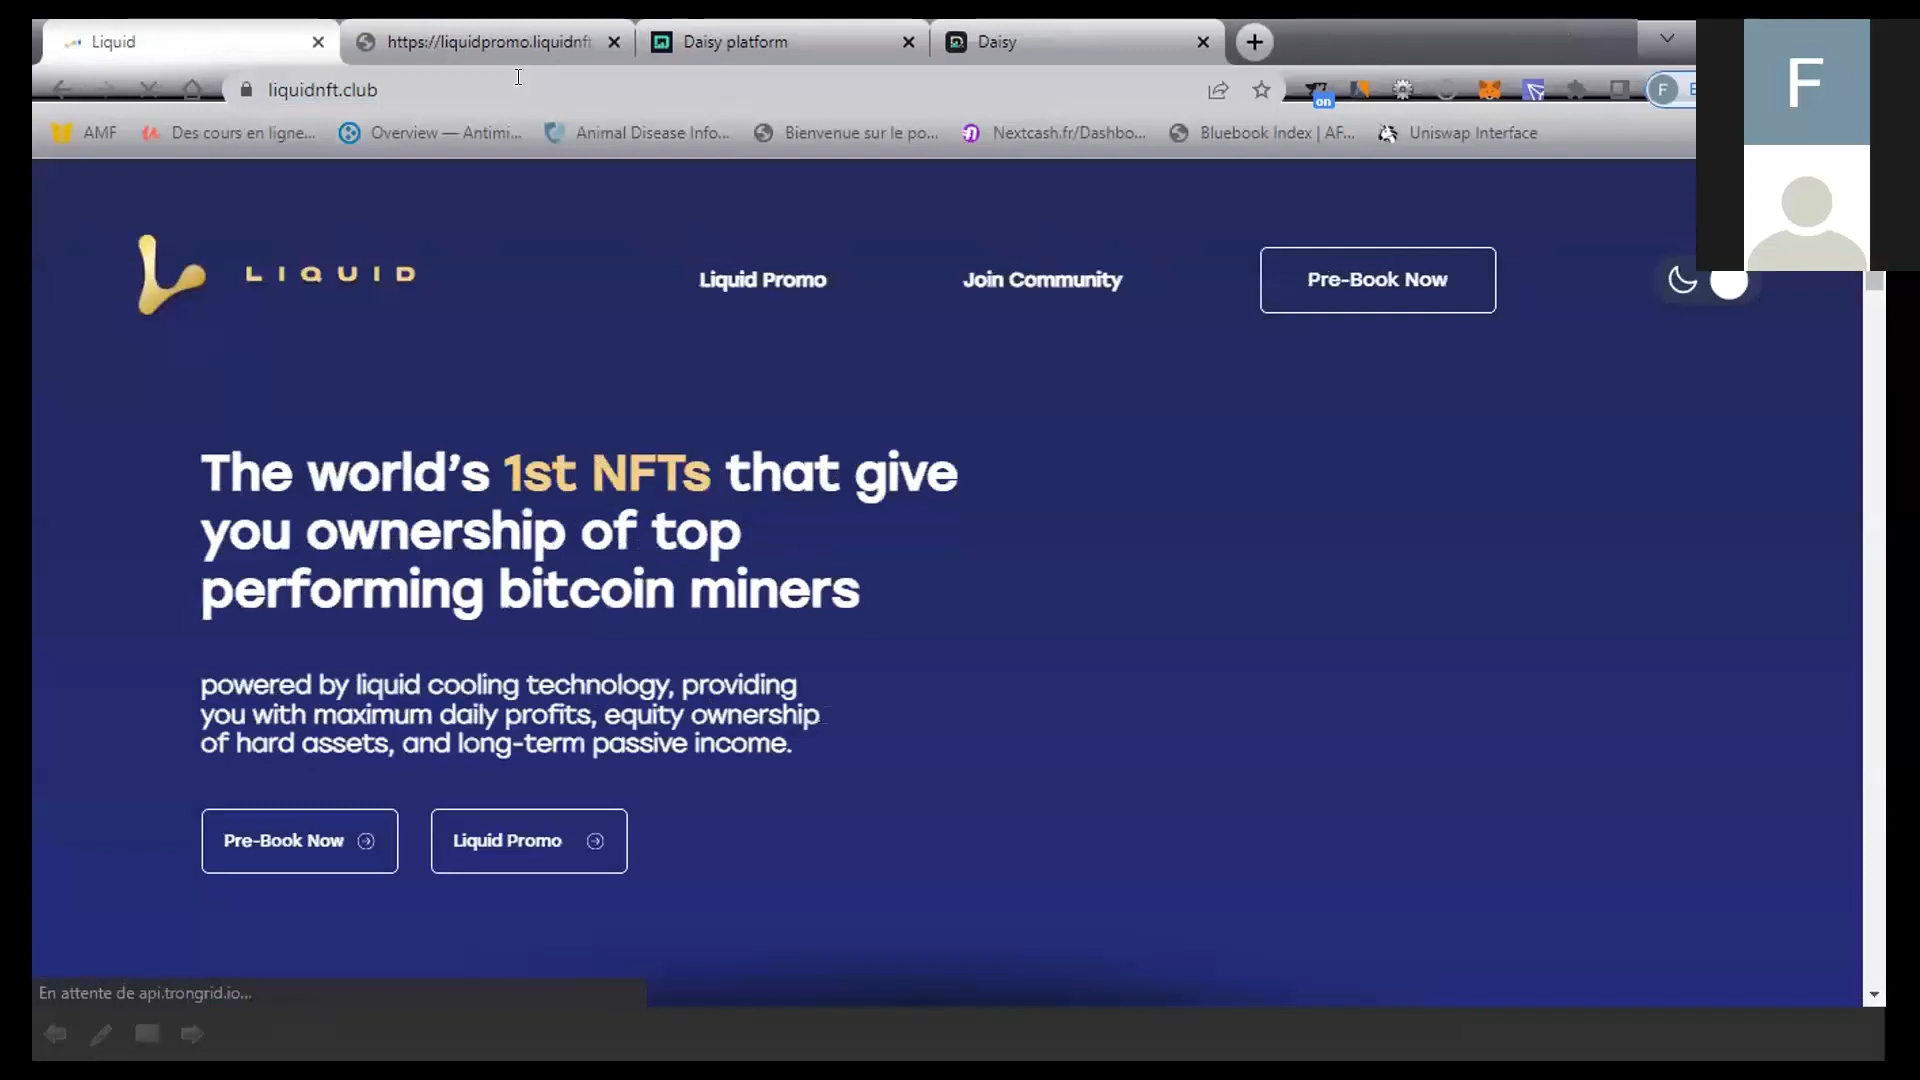 Liquid
https://liquidpromo.liquidnft
Daisy platform
Daisy
liquidnft.club
on
F
AMF
Des cours en ligne...
Overview — Antimi...
Animal Disease Info...
Bienvenue sur le po...
Nextcash.fr/Dashbo...
Bluebook Index | AF...
Uniswap Interface
F
LIQUID
Liquid Promo
Join Community
Pre-Book Now
The world's 1st NFTs that give
you ownership of top
performing bitcoin miners
powered by liquid cooling technology, providing
you with maximum daily profits, equity ownership
of hard assets, and long-term passive income.
Pre-Book Now
Liquid Promo
En attente de api.trongrid.io...